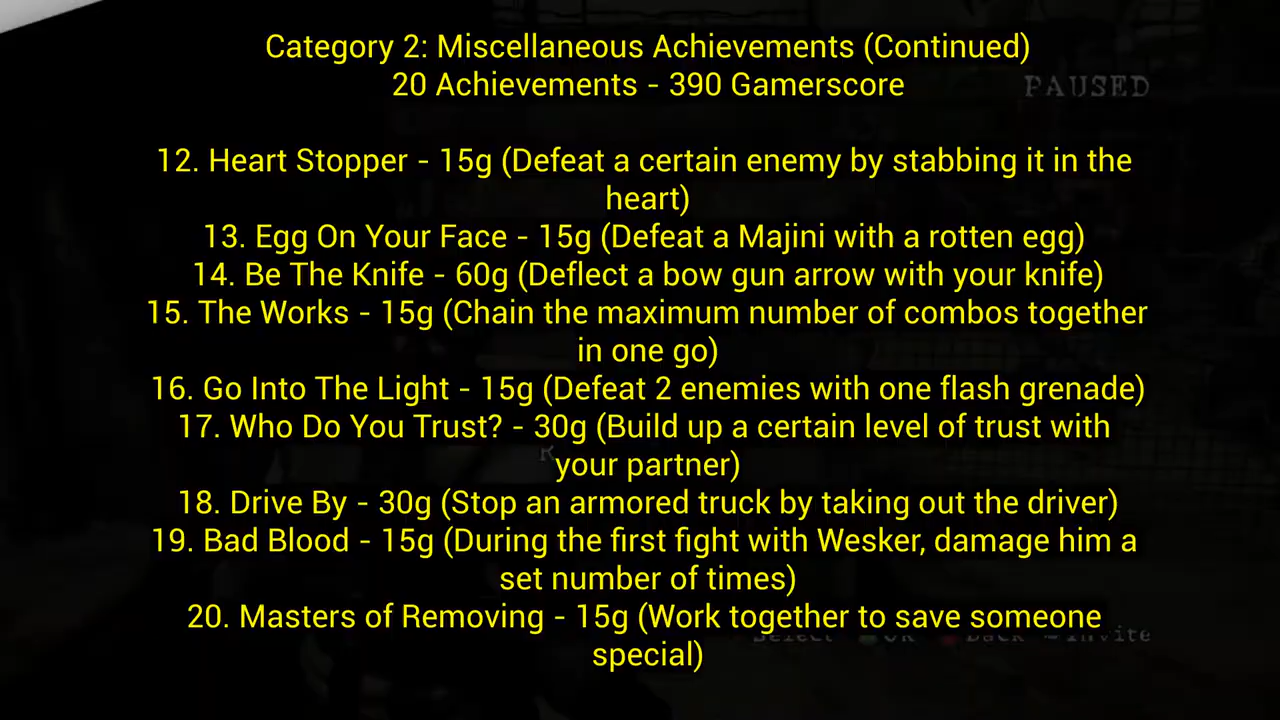 Category 2: Miscellaneous Achievements (Continued)
20 Achievements - 390 Gamerscore
PAUSED
12. Heart Stopper - 15g (Defeat a certain enemy by stabbing it in the
heart)
13. Egg On Your Face - 15g (Defeat a Majini with a rotten egg)
14. Be The Knife - 60g (Deflect a bow gun arrow with your knife)
15. The Works - 15g (Chain the maximum number of combos together
in one go)
16. Go Into The Light - 15g (Defeat 2 enemies with one flash grenade)
17. Who Do You Trust? - 30g (Build up a certain level of trust with
your partner)
18. Drive By - 30g (Stop an armored truck by taking out the driver)
19. Bad Blood - 15g (During the first fight with Wesker, damage him a
set number of times)
20. Masters of Removing - 15g (Work together to save someone
special)
Select OK Back Invite